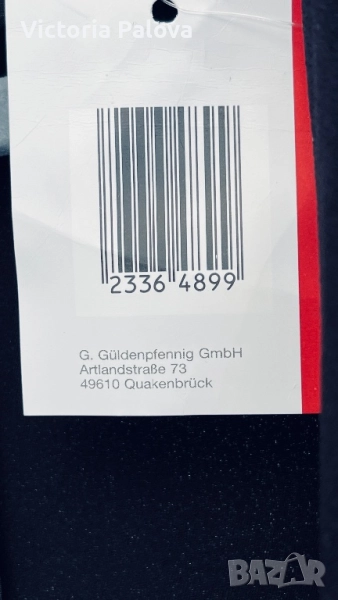 Victoria Palova
2336 4899
G. Güldenpfennig GmbH
Artlandstraße 73
49610 Quakenbrück
BAZAR